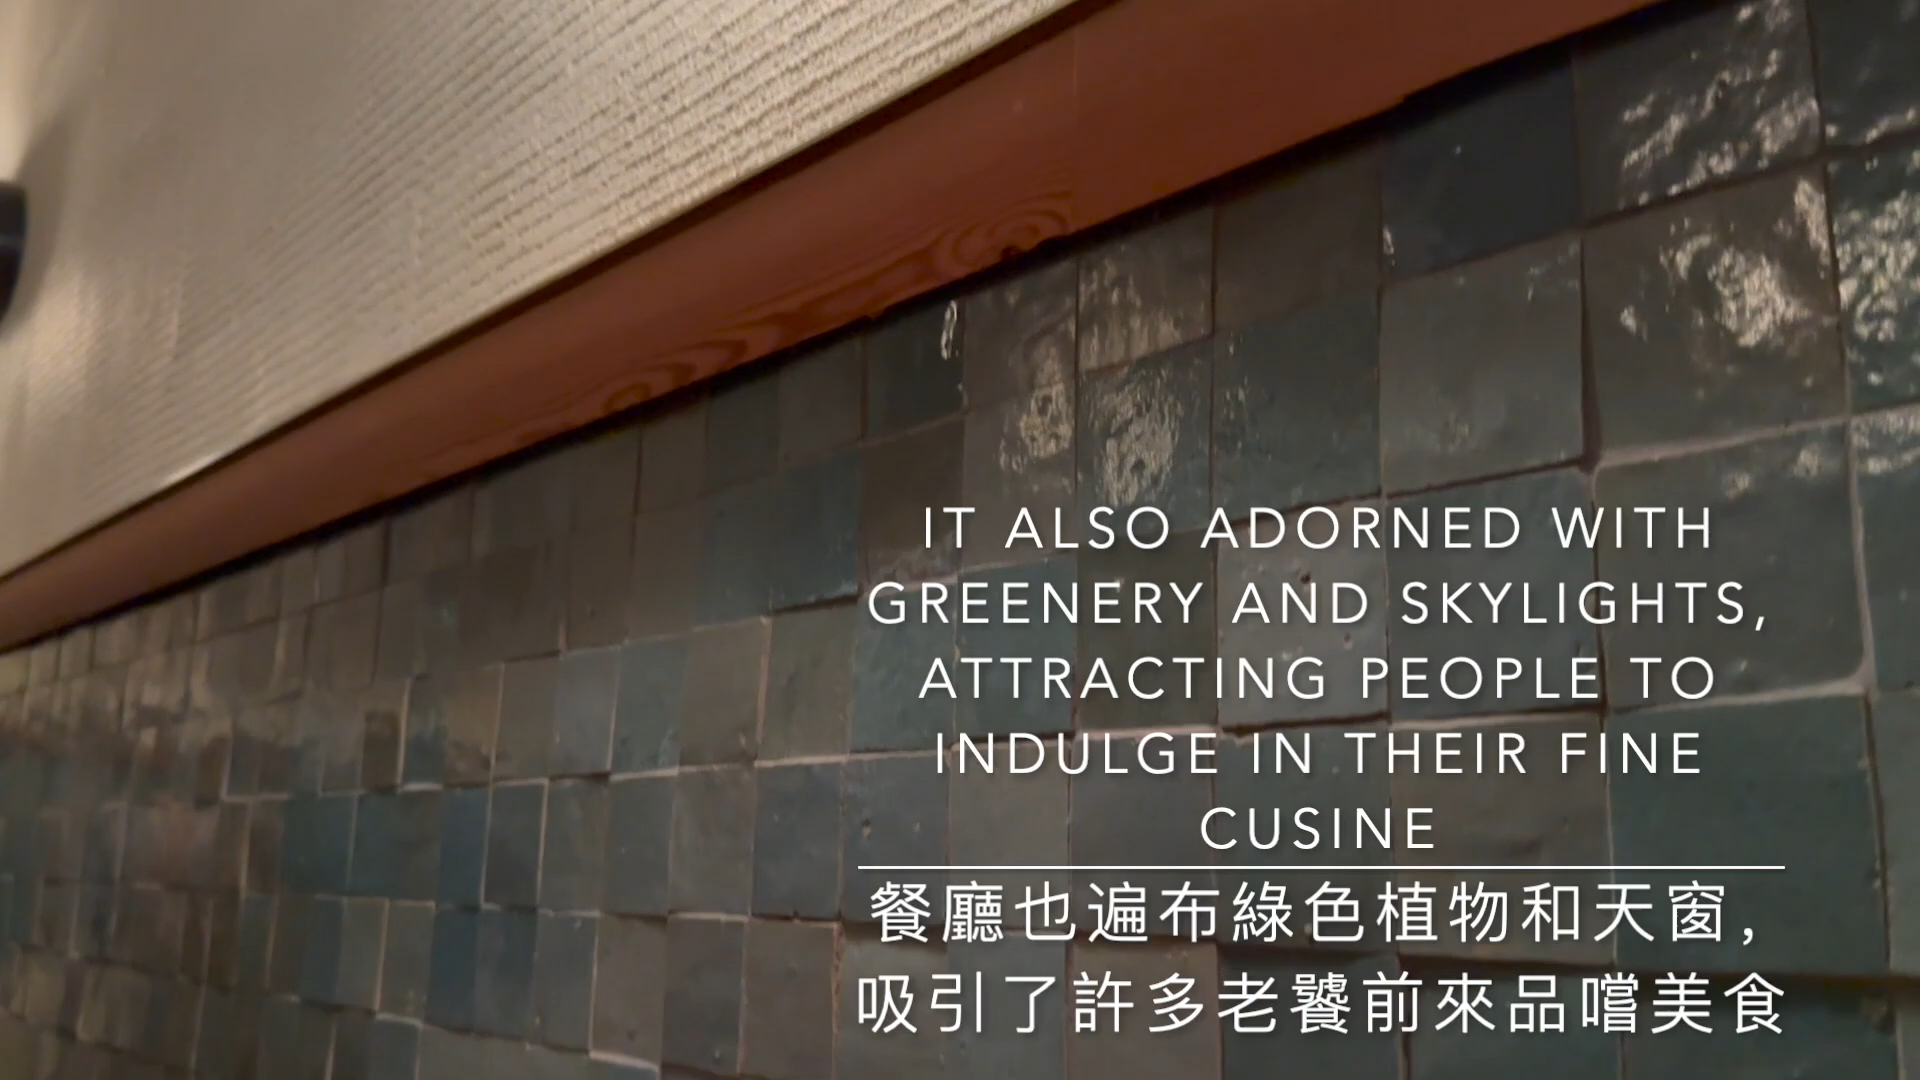 IT ALSO ADORNED WITH
GREENERY AND SKYLIGHTS,
ATTRACTING PEOPLE TO
INDULGE IN THEIR FINE
CUSINE
餐廳也遍布綠色植物和天窗,
吸引了許多老饕前來品嚐美食